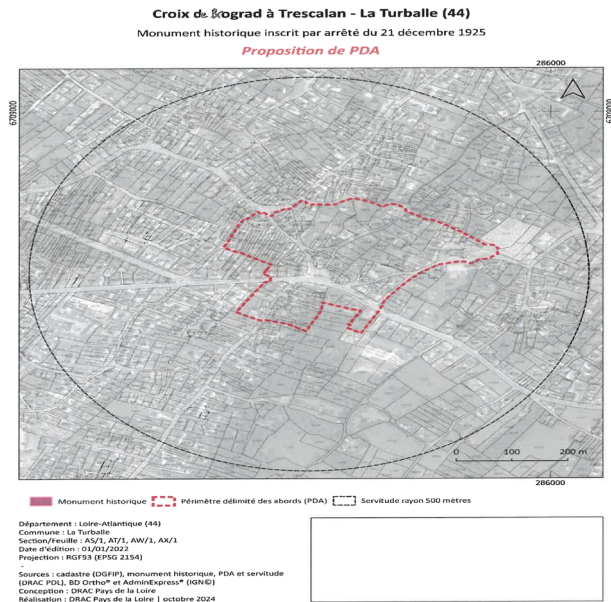 Croix de à Trescalan - La Turballe (44)
Monument historique inscrit par arrêté du 21 décembre 1925
Proposition de PDA
286000
6703000
6703000
0 100 200 m
286000
Monument historique Périmètre délimité des abords (PDA) Servitude rayon 500 mètres
Département : Loire-Atlantique (44)
Commune : La Turballe
Section/Feuille : AS/1, AT/1, AW/1, AX/1
Date d'édition : 01/01/2022
Projection : RGF93 (EPSG 2154)
-
Sources : cadastre (DGFIP), monument historique, PDA et servitude
(DRAC PDL), BD Ortho® et AdminExpress® (IGN©)
Conception : DRAC Pays de la Loire
Réalisation : DRAC Pays de la Loire | octobre 2024